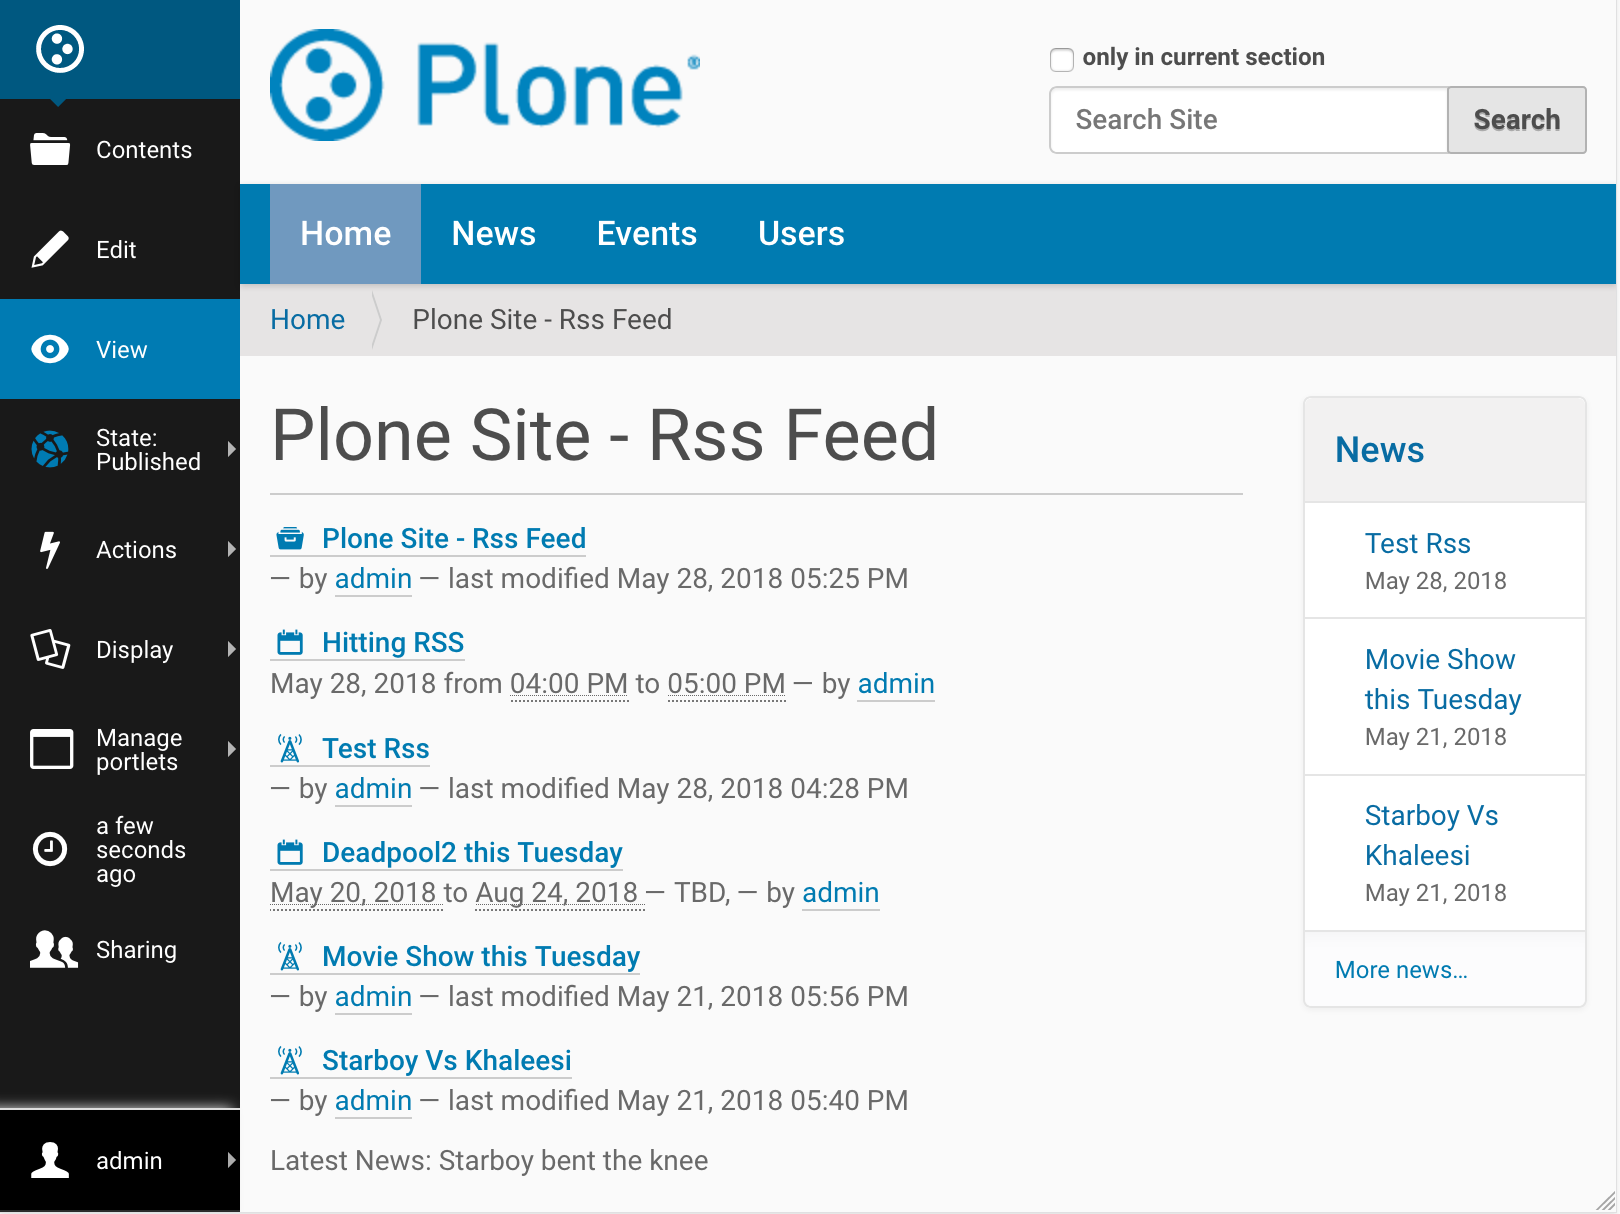 Contents
Edit
View
State:
Published
Actions
Display
Manage
portlets
a few
seconds
ago
Sharing
admin
Plone®
only in current section
Search Site
Search
Home
News
Events
Users
Home
Plone Site - Rss Feed
Plone Site - Rss Feed
Plone Site - Rss Feed
— by admin — last modified May 28, 2018 05:25 PM
Hitting RSS
May 28, 2018 from 04:00 PM to 05:00 PM — by admin
Test Rss
— by admin — last modified May 28, 2018 04:28 PM
Deadpool2 this Tuesday
May 20, 2018 to Aug 24, 2018 — TBD, — by admin
Movie Show this Tuesday
— by admin — last modified May 21, 2018 05:56 PM
Starboy Vs Khaleesi
— by admin — last modified May 21, 2018 05:40 PM
Latest News: Starboy bent the knee
News
Test Rss
May 28, 2018
Movie Show
this Tuesday
May 21, 2018
Starboy Vs
Khaleesi
May 21, 2018
More news…